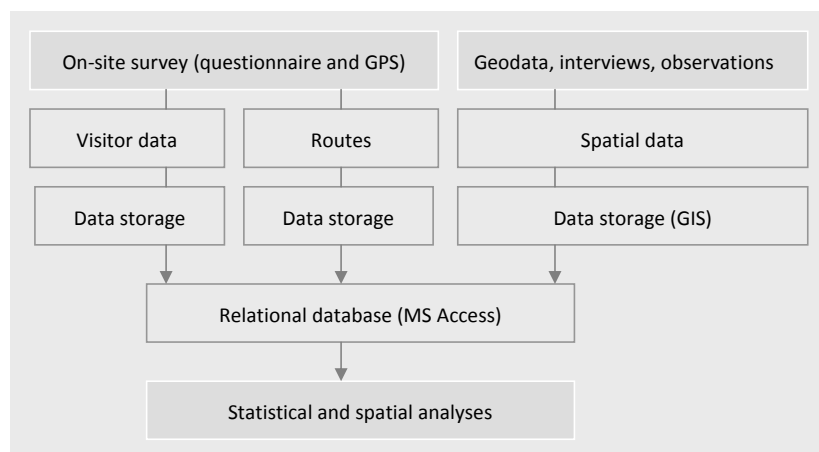 On-site survey (questionnaire and GPS)
Geodata, interviews, observations
Visitor data
Routes
Spatial data
Data storage
Data storage
Data storage (GIS)
Relational database (MS Access)
Statistical and spatial analyses